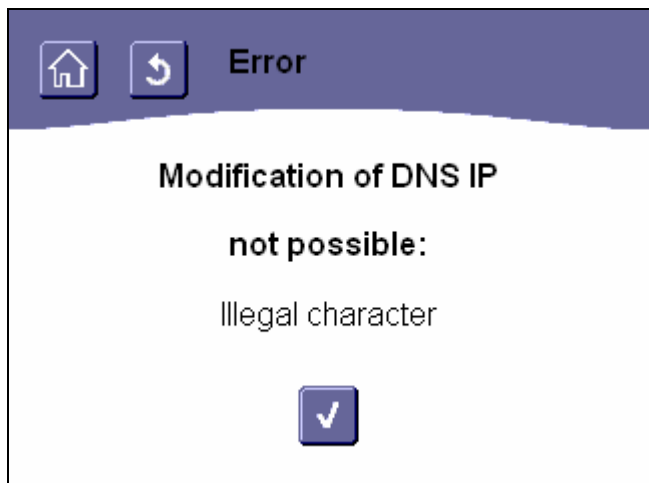 Error
Modification of DNS IP
not possible:
Illegal character